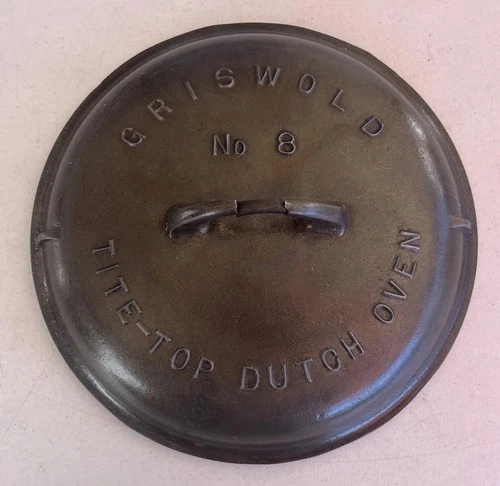 GRISWOLD
No 8
TITE-TOP DUTCH OVEN